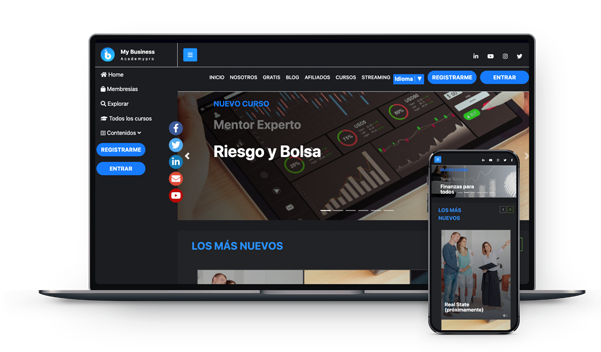 My Business
Academypro
Home
Membresias
Explorar
Todos los cursos
Contenidos
REGISTRARME
ENTRAR
INICIO NOSOTROS GRATIS BLOG AFILIADOS CURSOS STREAMING Idioma REGISTRARME ENTRAR
NUEVO CURSO
Mentor Experto
Riesgo y Bolsa
LOS MÁS NUEVOS
Finanzas para
todos
LOS MÁS
NUEVOS
Real State
(próximamente)